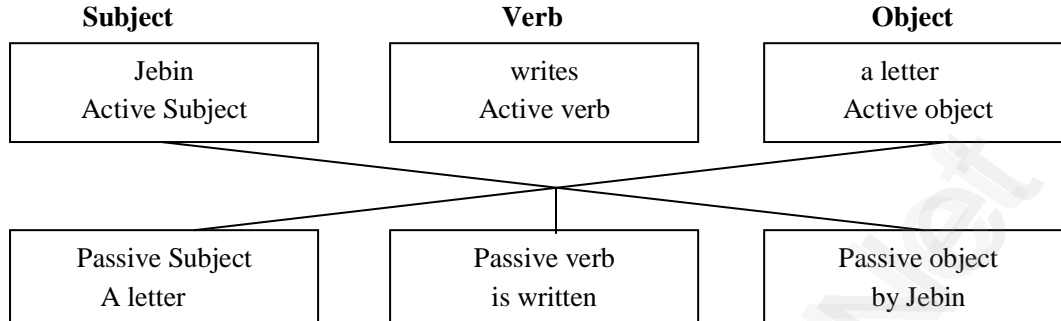 Subject Verb Object
Jebin writes a letter
Active Subject Active verb Active object
Passive Subject Passive verb Passive object
A letter is written by Jebin
Net